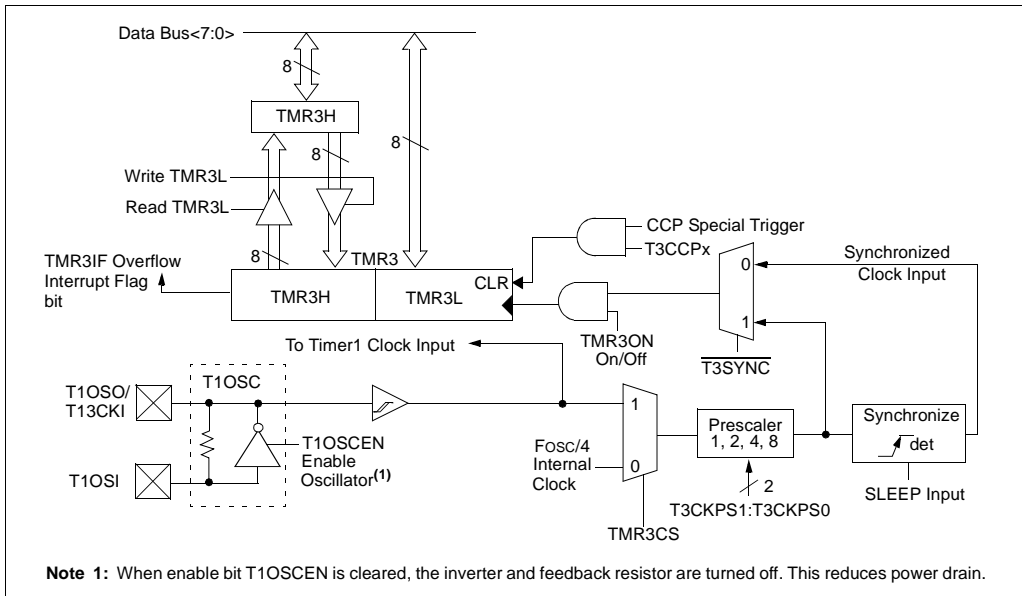 Data Bus<7:0>
8
TMR3H
8
8
Write TMR3L
Read TMR3L
8
TMR3
CCP Special Trigger
T3CCPx
TMR3IF Overflow
Interrupt Flag
bit
TMR3H
TMR3L
CLR
0
1
Synchronized
Clock Input
TMR3ON
On/Off
T3SYNC
To Timer1 Clock Input
T1OSC
T1OSO/
T13CKI
T1OSI
T1OSCEN
Enable
Oscillator(1)
FOSC/4
Internal
Clock
1
0
TMR3CS
Prescaler
1, 2, 4, 8
2
T3CKPS1:T3CKPS0
Synchronize
det
SLEEP Input
Note 1: When enable bit T1OSCEN is cleared, the inverter and feedback resistor are turned off. This reduces power drain.